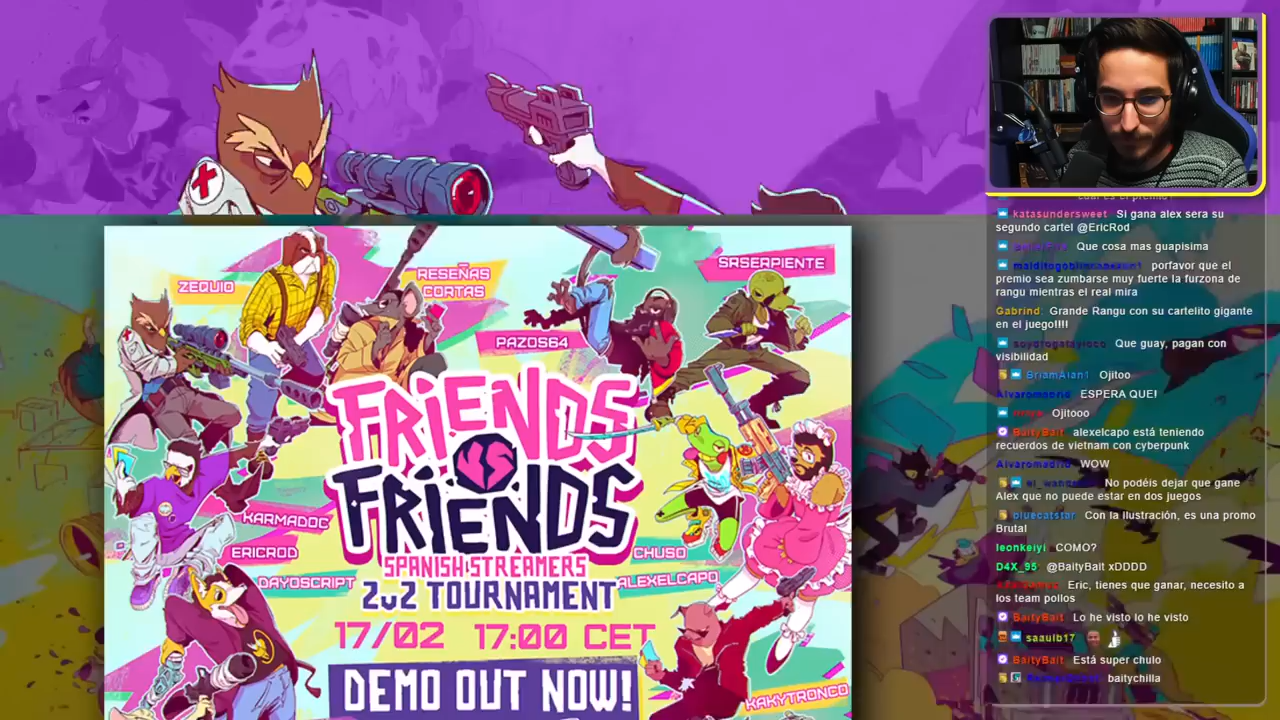 ZEQUIO
RESEÑAS
CORTAS
SRSERPIENTE
PAZOS64
FRIENDS
VS
FRIENDS
SPANISH STREAMERS
2v2 TOURNAMENT
17/02 17:00 CET
DEMO OUT NOW!
KARMADOC
ERICROD
DAYOSCRIPT
CHUSO
ALEXELCAPO
KAKYTRONCO
katasundersweet Si gana alex sera su
segundo cartel @EricRod
Que cosa mas guapisima
porfavor que el
premio sea zumbarse muy fuerte la furzona de
rangu mientras el real mira
Gabrind: Grande Rangu con su cartelito gigante
en el juego!!!!
Que guay, pagan con
visibilidad
BriamAlan1 Ojitoo
Alvaromadrid ESPERA QUE!
Ojitooo
BaityBait alexelcapo está teniendo
recuerdos de vietnam con cyberpunk
Alvaromadrid WOW
No podéis dejar que gane
Alex que no puede estar en dos juegos
bluecatstar Con la ilustración, es una promo
Brutal
leonkeiyi ¿COMO?
D4X_95: @BaityBait xDDDD
Eric, tienes que ganar, necesito a
los team pollos
BaityBait Lo he visto lo he visto
saaulb17
BaityBait Está super chulo
baitychilla